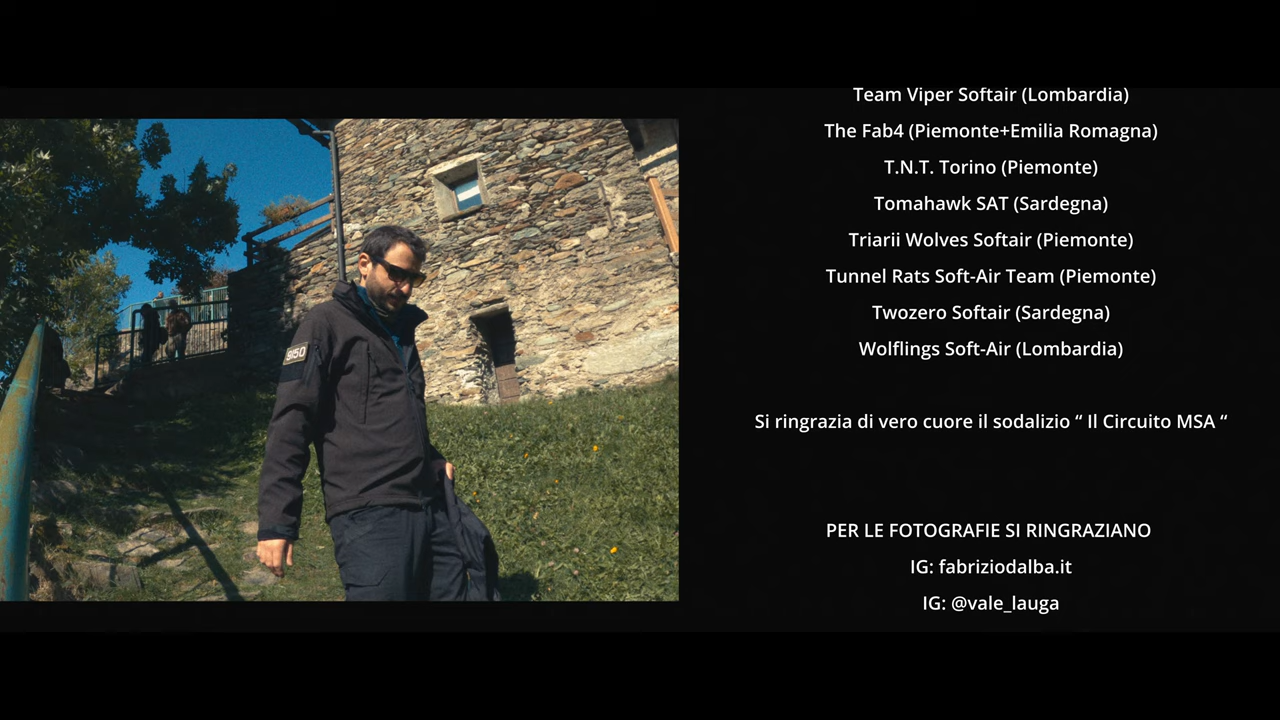 9150
Team Viper Softair (Lombardia)
The Fab4 (Piemonte+Emilia Romagna)
T.N.T. Torino (Piemonte)
Tomahawk SAT (Sardegna)
Triarii Wolves Softair (Piemonte)
Tunnel Rats Soft-Air Team (Piemonte)
Twozero Softair (Sardegna)
Wolflings Soft-Air (Lombardia)
Si ringrazia di vero cuore il sodalizio “ Il Circuito MSA “
PER LE FOTOGRAFIE SI RINGRAZIANO
IG: fabriziodalba.it
IG: @vale_lauga